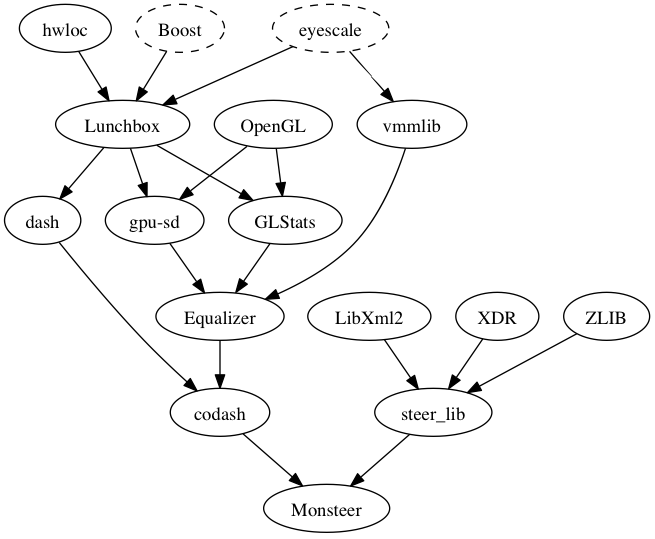 hwloc
Boost
eyescale
Lunchbox
OpenGL
vmmlib
dash
gpu-sd
GLStats
Equalizer
LibXml2
XDR
ZLIB
codash
steer_lib
Monsteer